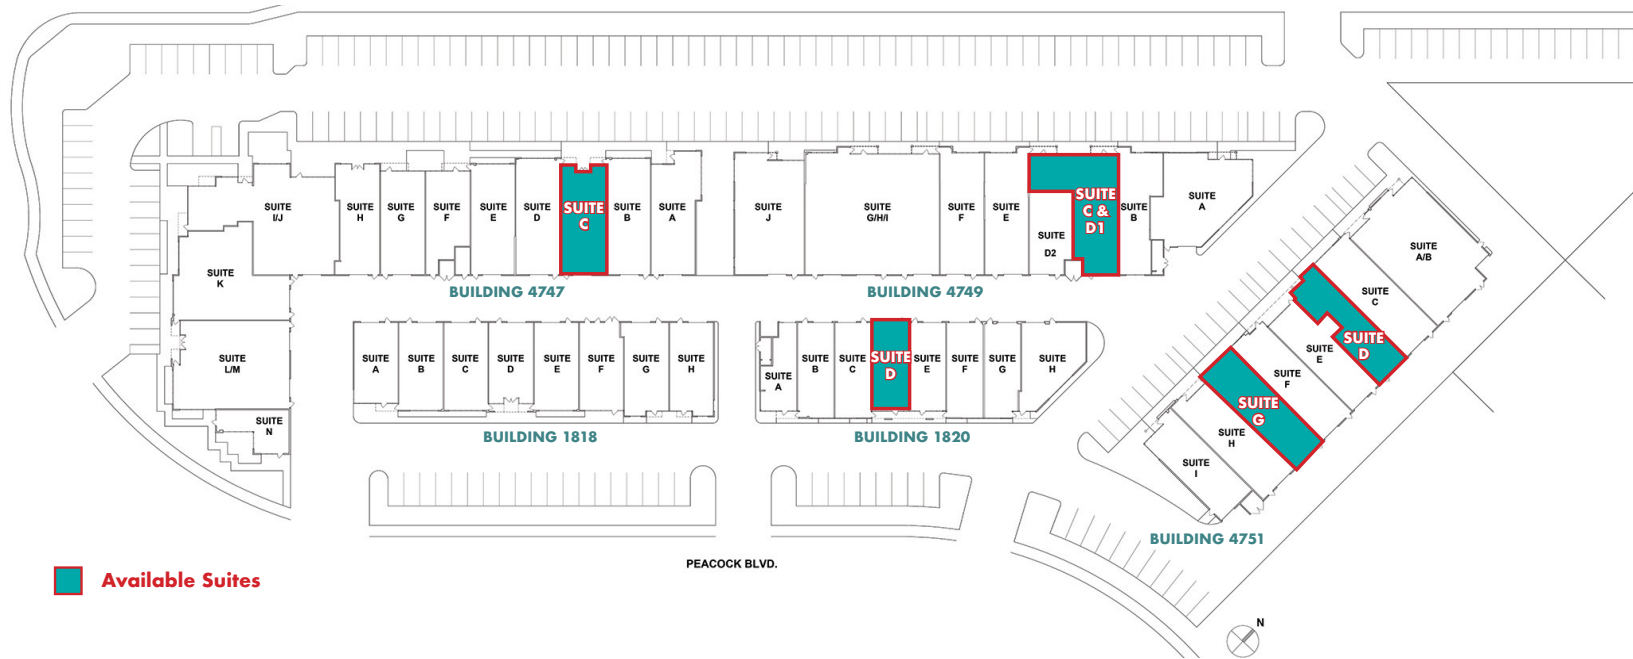 SUITE
I/J
SUITE
H
SUITE
G
SUITE
F
SUITE
E
SUITE
D
SUITE
C
SUITE
B
SUITE
A
SUITE
K
SUITE
L/M
SUITE
N
BUILDING 4747
SUITE
J
SUITE
G/H/I
SUITE
F
SUITE
E
SUITE
D2
SUITE
C &
D1
SUITE
B
SUITE
A
BUILDING 4749
SUITE
A
SUITE
B
SUITE
C
SUITE
D
SUITE
E
SUITE
F
SUITE
G
SUITE
H
BUILDING 1818
SUITE
A
SUITE
B
SUITE
C
SUITE
D
SUITE
E
SUITE
F
SUITE
G
SUITE
H
BUILDING 1820
SUITE
A/B
SUITE
C
SUITE
D
SUITE
E
SUITE
F
SUITE
G
SUITE
H
SUITE
I
BUILDING 4751
PEACOCK BLVD.
Available Suites
N